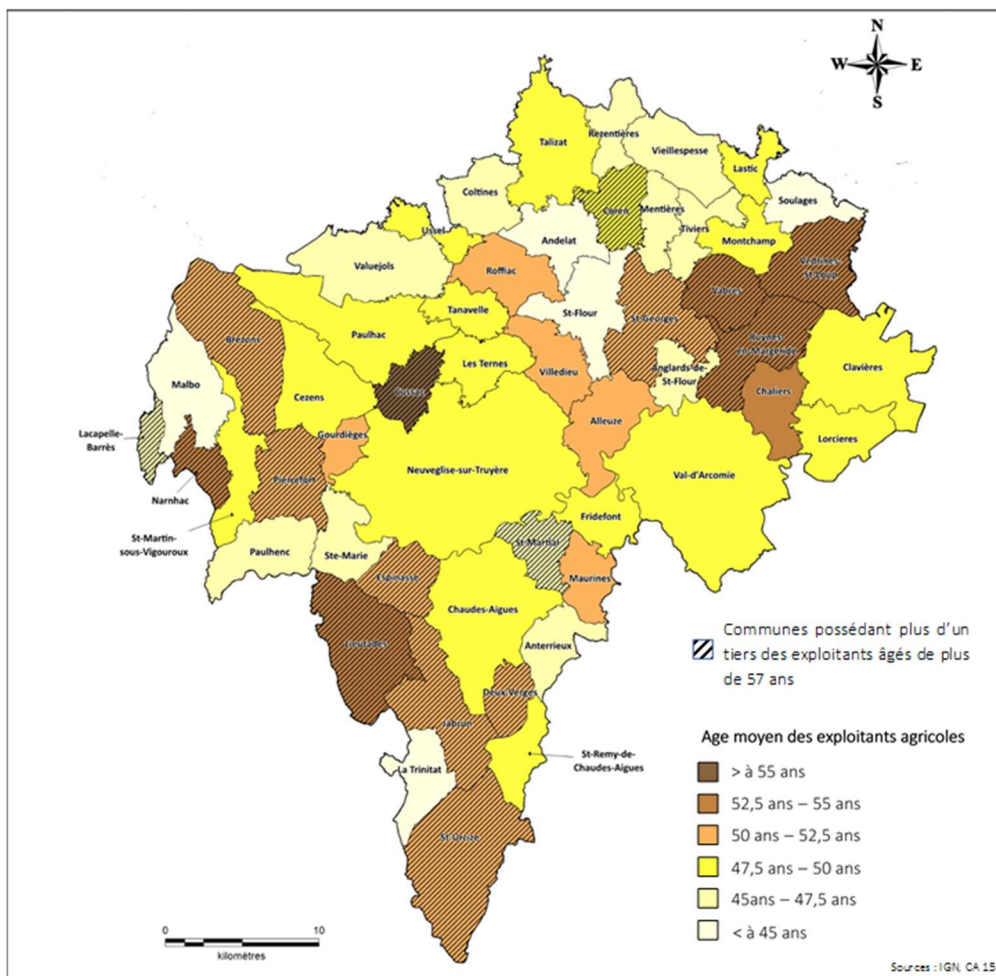 N
W E
S
Talizat
Rezentières
Vieillespesse
Lastic
Coltines
Coren
Mentières
Soulages
Tiviers
Ussel
Andelat
Montchamp
Valuejols
Roffiac
Védrines-
St-Loup
Vabres
Tanavelle
St-Flour
St-Georges
Paulhac
Brezons
Ruynes-
en-Margeride
Les Ternes
Villedieu
Anglards-de-
St-Flour
Clavières
Malbo
Cezens
Cussac
Chaliers
Alleuze
Lacapelle-
Barrès
Gourdièges
Lorcieres
Neuveglise-sur-Truyère
Val-d'Arcomie
Pierrefort
Narnhac
Fridefont
St-Martin-
sous-Vigouroux
St-Martial
Paulhenc
Ste-Marie
Espinasse
Maurines
Chaudes-Aigues
Lieutades
Anterrieux
Deux-Verges
Jabrun
St-Remy-de-
Chaudes-Aigues
La Trinitat
St-Urcize
Communes possédant plus d'un
tiers des exploitants âgés de plus
de 57 ans
Age moyen des exploitants agricoles
> à 55 ans
52,5 ans – 55 ans
50 ans – 52,5 ans
47,5 ans – 50 ans
45ans – 47,5 ans
< à 45 ans
0 10
kilomètres
Sources : IGN, CA 15